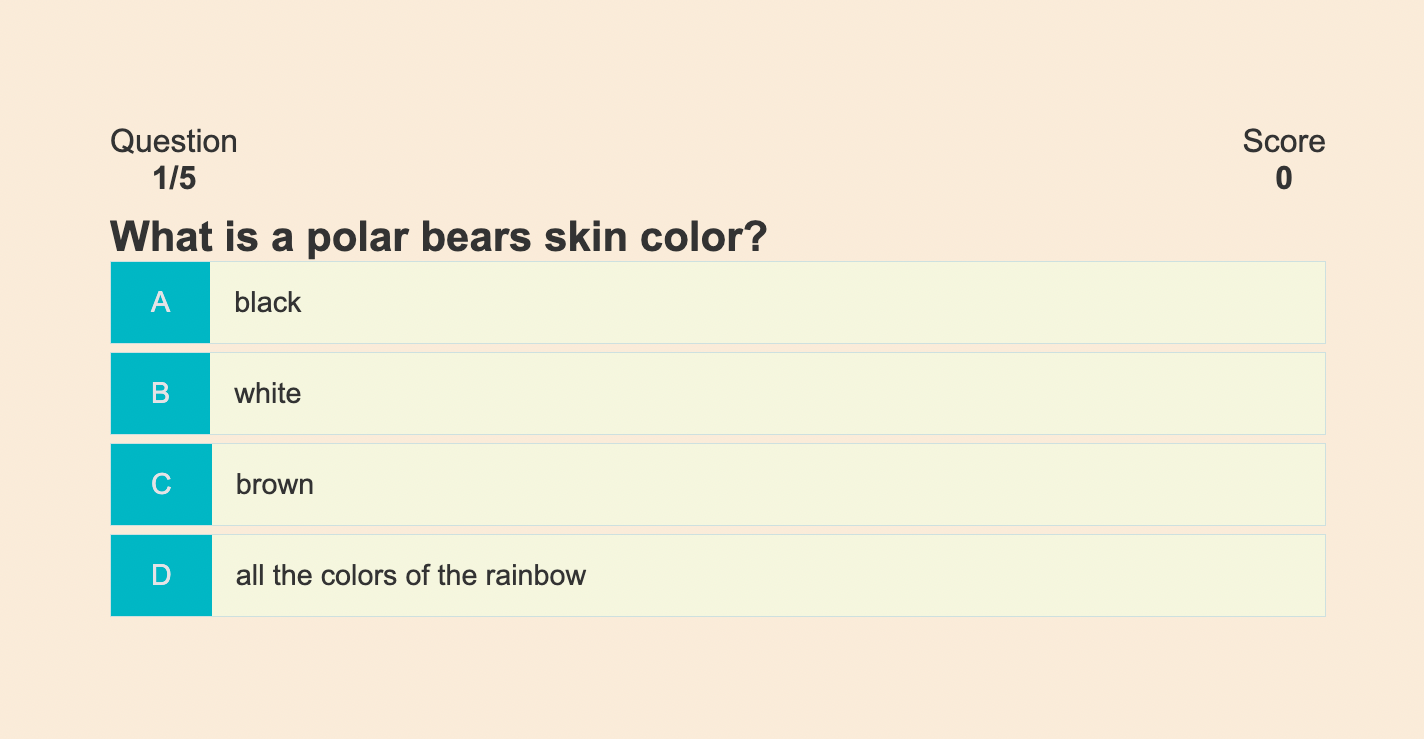 Question
1/5
Score
0
What is a polar bears skin color?
A black
B white
C brown
D all the colors of the rainbow